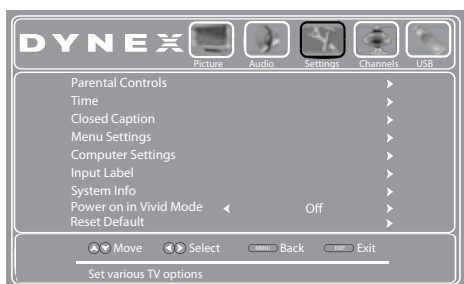 DYNEX
Picture Audio Settings Channels USB
Parental Controls
Time
Closed Caption
Menu Settings
Computer Settings
Input Label
System Info
Power on in Vivid Mode Off
Reset Default
Move Select MENU Back EXIT Exit
Set various TV options